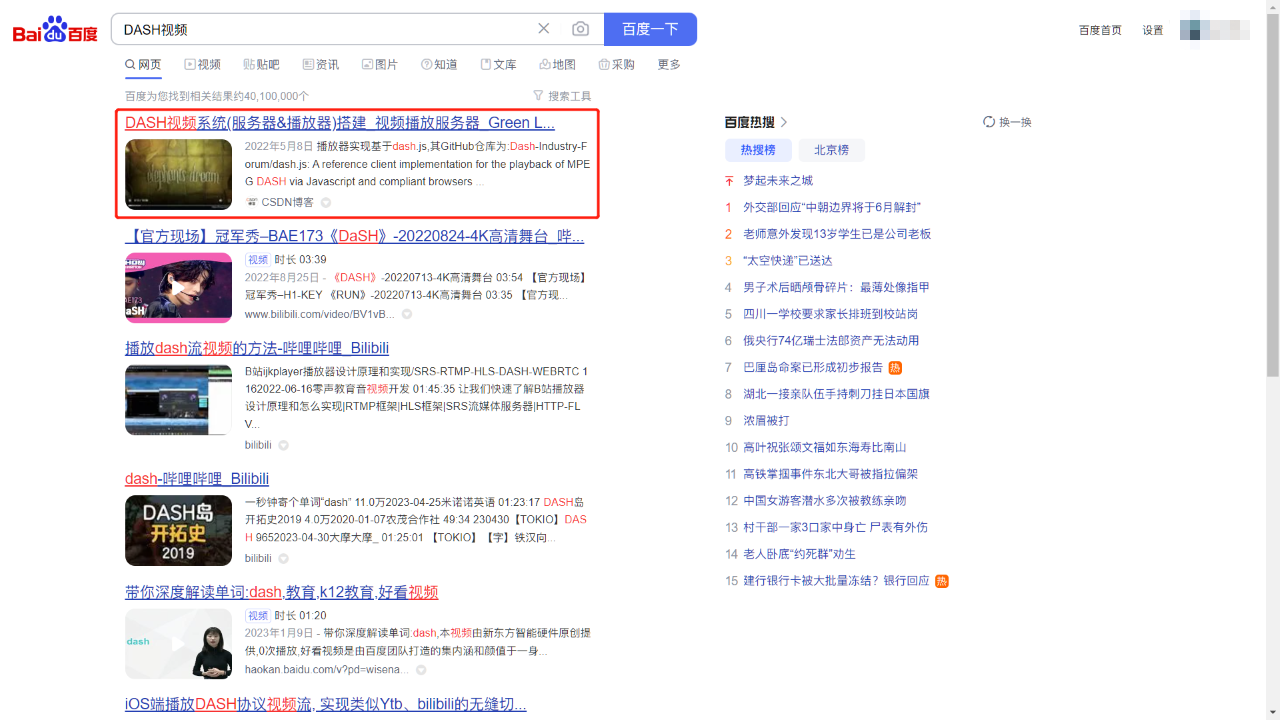 Bai du 百度
DASH视频
百度一下
百度首页
设置
网页
视频
贴吧
资讯
图片
知道
文库
地图
采购
更多
百度为您找到相关结果约40,100,000个
搜索工具
DASH视频系统(服务器&播放器)搭建_视频播放服务器_Green L...
2022年5月8日 播放器实现基于dash.js,其GitHub仓库为:Dash-Industry-F
orum/dash.js: A reference client implementation for the playback of MPE
G DASH via Javascript and compliant browsers ...
CSDN博客
elephants dream
【官方现场】冠军秀–BAE173《DaSH》-20220824-4K高清舞台_哔...
视频 时长 03:39
2022年8月25日 - 《DASH》-20220713-4K高清舞台 03:54 【官方现场】
冠军秀–H1-KEY 《RUN》-20220713-4K高清舞台 03:35 【官方现...
www.bilibili.com/video/BV1vB...
播放dash流视频的方法-哔哩哔哩_Bilibili
B站ijkplayer播放器设计原理和实现/SRS-RTMP-HLS-DASH-WEBRTC 1
162022-06-16零声教育音视频开发 01:45:35 让我们快速了解B站播放器
设计原理和怎么实现|RTMP框架|HLS框架|SRS流媒体服务器|HTTP-FL
V...
bilibili
dash-哔哩哔哩_Bilibili
DASH岛
开拓史
2019
一秒钟寄个单词“dash” 11.0万2023-04-25米诺诺英语 01:23:17 DASH岛
开拓史2019 4.0万2020-01-07农茂合作社 49:34 230430【TOKIO】DAS
H 9652023-04-30大摩大摩_ 01:25:01 【TOKIO】【字】铁汉向...
bilibili
带你深度解读单词:dash,教育,k12教育,好看视频
dash
视频 时长 01:20
2023年1月9日 - 带你深度解读单词:dash,本视频由新东方智能硬件原创提
供,0次播放,好看视频是由百度团队打造的集内涵和颜值于一身...
haokan.baidu.com/v?pd=wisena...
iOS端播放DASH协议视频流, 实现类似Ytb、bilibili的无缝切...
百度热搜
换一换
热搜榜
北京榜
梦起未来之城
1 外交部回应“中朝边界将于6月解封”
2 老师意外发现13岁学生已是公司老板
3 “太空快递”已送达
4 男子术后晒颅骨碎片：最薄处像指甲
5 四川一学校要求家长排班到校站岗
6 俄央行74亿瑞士法郎资产无法动用
7 巴厘岛命案已形成初步报告 热
8 湖北一接亲队伍手持刺刀挂日本国旗
9 浓眉被打
10 高叶祝张颂文福如东海寿比南山
11 高铁掌掴事件东北大哥被指拉偏架
12 中国女游客潜水多次被教练亲吻
13 村干部一家3口家中身亡 尸表有外伤
14 老人卧底“约死群”劝生
15 建行银行卡被大批量冻结？银行回应 热